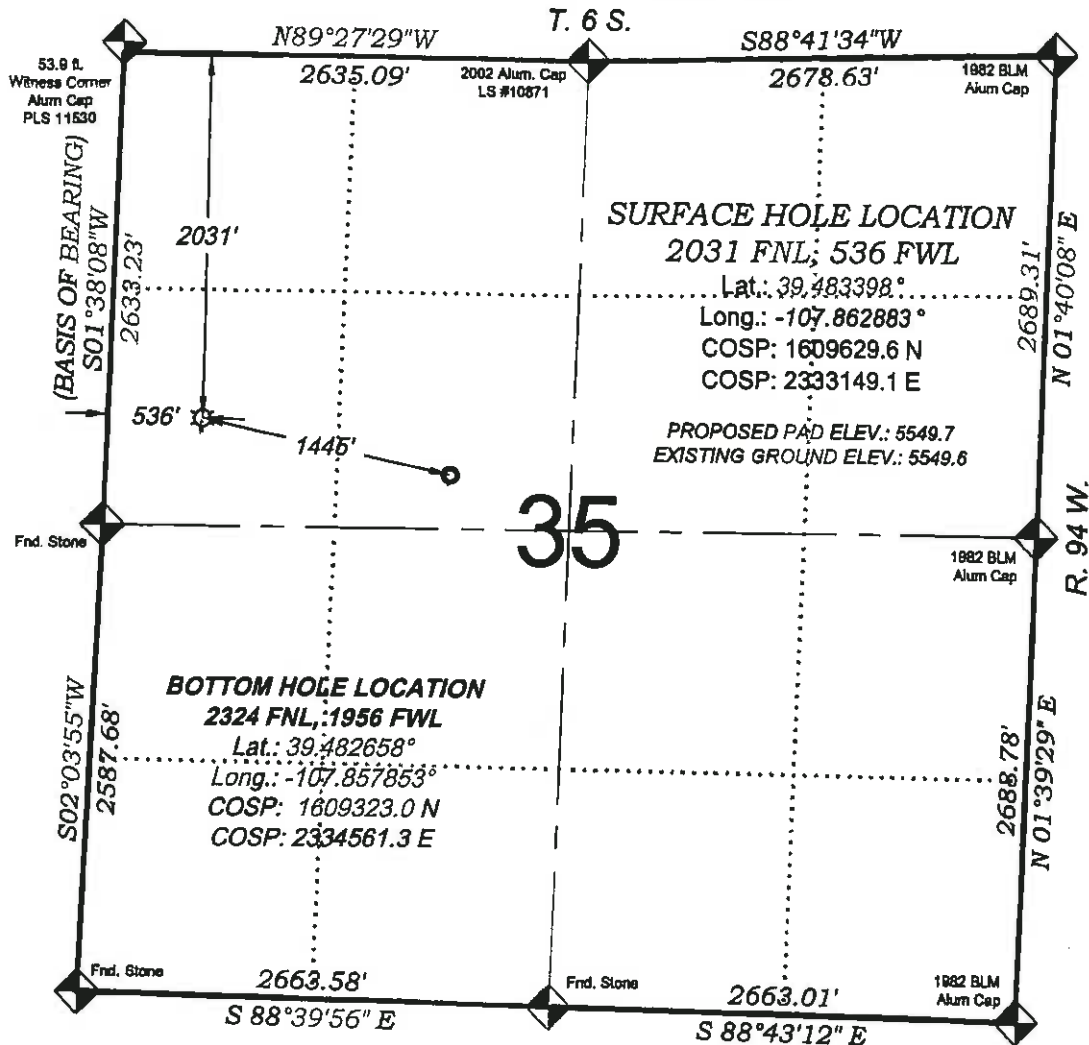 T. 6 S.
N89°27'29"W
S88°41'34"W
2635.09'
2678.63'
53.9 ft.
Witness Corner
Alum Cap
PLS 11530
2002 Alum. Cap
LS #10871
1982 BLM
Alum Cap
(BASIS OF BEARING)
S01°38'08"W
2633.23'
2031'
SURFACE HOLE LOCATION
2031 FNL, 536 FWL
Lat.: 39.483398°
Long.: -107.862883°
COSP: 1609629.6 N
COSP: 2333149.1 E
PROPOSED PAD ELEV.: 5549.7
EXISTING GROUND ELEV.: 5549.6
2689.31'
N 01°40'08" E
536'
1446'
35
Fnd. Stone
1982 BLM
Alum Cap
R. 94 W.
BOTTOM HOLE LOCATION
2324 FNL, 1956 FWL
Lat.: 39.482658°
Long.: -107.857853°
COSP: 1609323.0 N
COSP: 2334561.3 E
S02°03'55"W
2587.68'
2688.78'
N 01°39'29" E
Fnd. Stone
2663.58'
S 88°39'56" E
Fnd. Stone
2663.01'
S 88°43'12" E
1982 BLM
Alum Cap